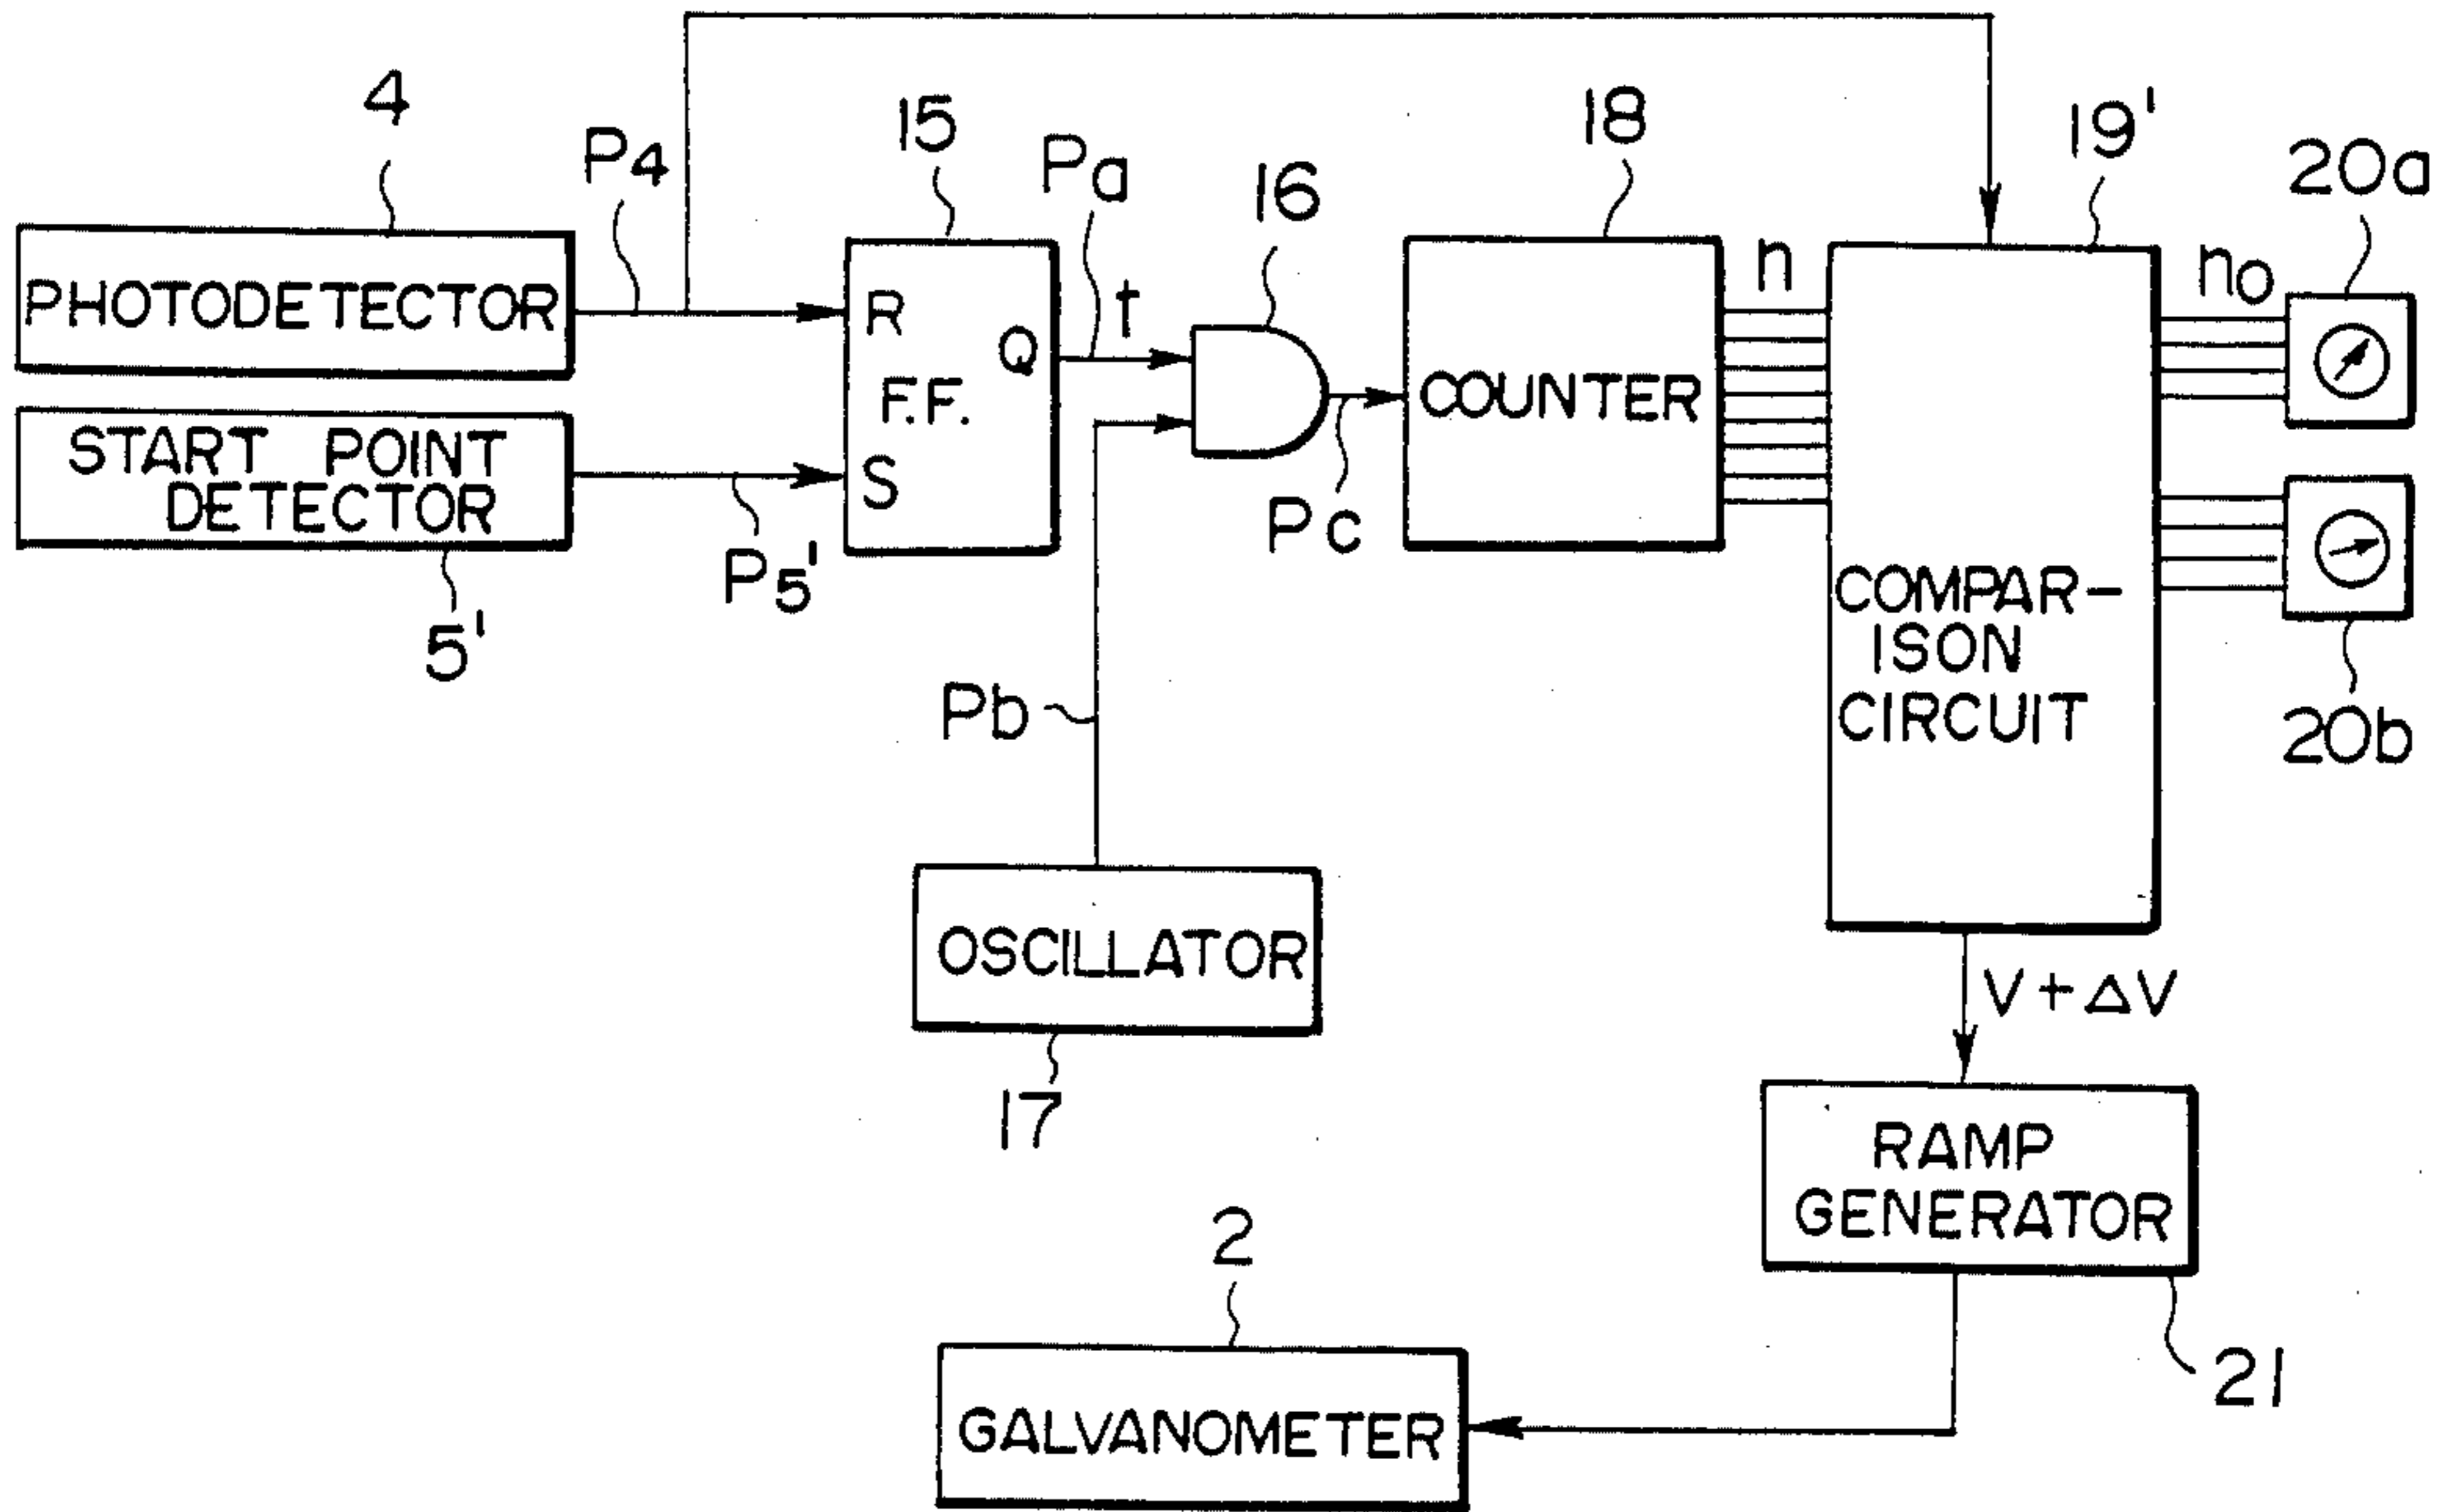 4
P4
15
Pa
16
18
19'
20a
PHOTODETECTOR
R
Q
t
n
no
F.F.
COUNTER
START POINT
DETECTOR
S
P5'
Pc
5'
COMPAR-
ISON
CIRCUIT
20b
Pb
OSCILLATOR
17
V + ΔV
RAMP
GENERATOR
21
2
GALVANOMETER